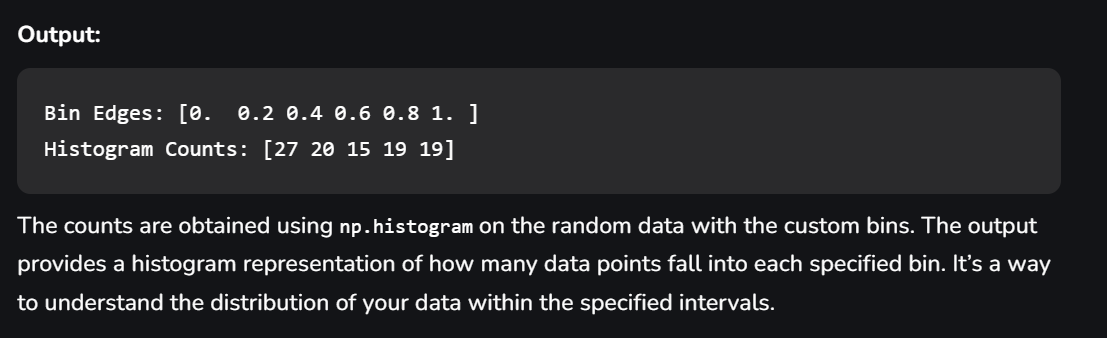 Output:
Bin Edges: [0.  0.2 0.4 0.6 0.8 1. ]
Histogram Counts: [27 20 15 19 19]
The counts are obtained using np.histogram on the random data with the custom bins. The output
provides a histogram representation of how many data points fall into each specified bin. It’s a way
to understand the distribution of your data within the specified intervals.